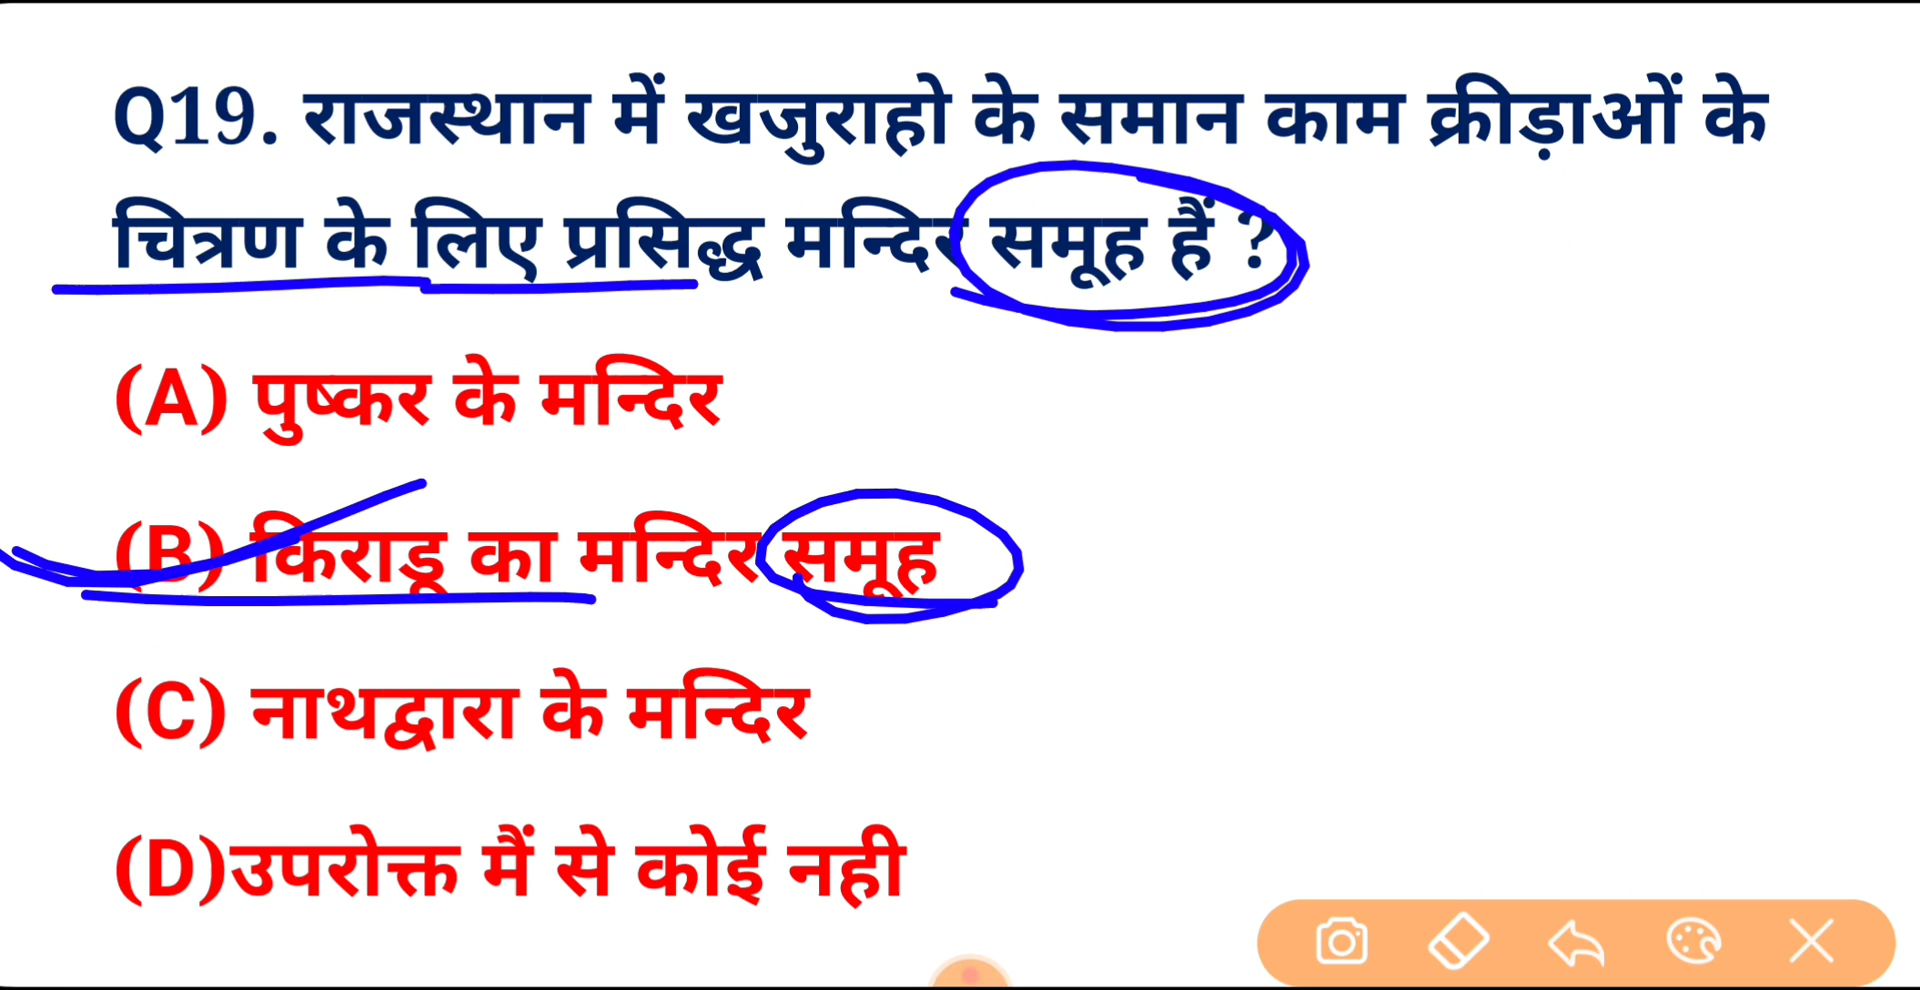 Q19. राजस्थान में खजुराहो के समान काम क्रीड़ाओं के
चित्रण के लिए प्रसिद्ध मन्दिर समूह हैं ?
(A) पुष्कर के मन्दिर
(B) किराडू का मन्दिर समूह
(C) नाथद्वारा के मन्दिर
(D)उपरोक्त मैं से कोई नही